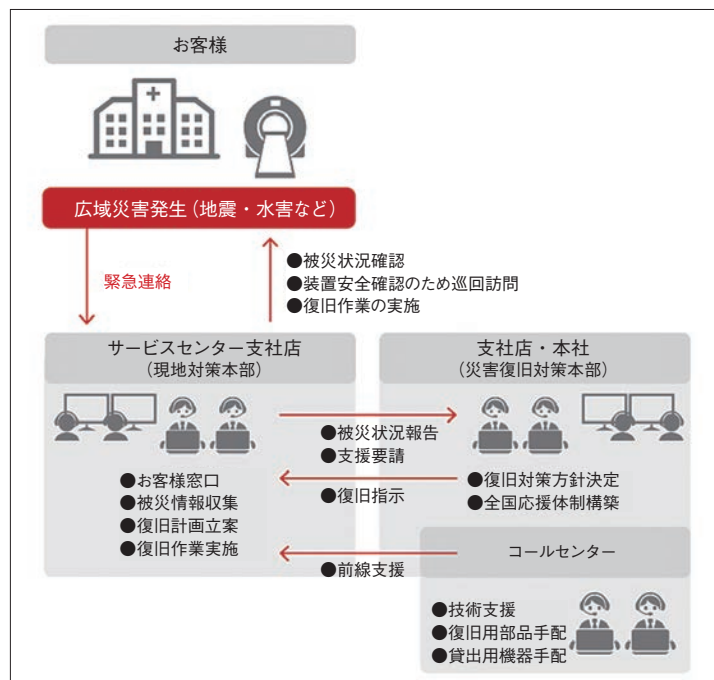 お客様
広域災害発生（地震・水害など）
緊急連絡
●被災状況確認
●装置安全確認のため巡回訪問
●復旧作業の実施
サービスセンター支社店
（現地対策本部）
支社店・本社
（災害復旧対策本部）
●被災状況報告
●支援要請
●お客様窓口
●被災情報収集
●復旧計画立案
●復旧作業実施
●復旧指示
●復旧対策方針決定
●全国応援体制構築
●前線支援
コールセンター
●技術支援
●復旧用部品手配
●貸出用機器手配